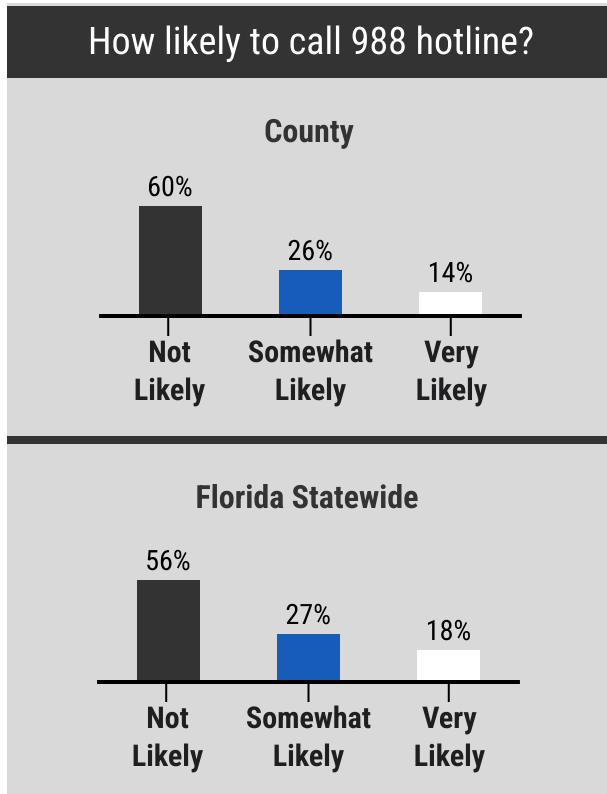 How likely to call 988 hotline?
County
60%
26%
14%
Not
Likely
Somewhat
Likely
Very
Likely
Florida Statewide
56%
27%
18%
Not
Likely
Somewhat
Likely
Very
Likely